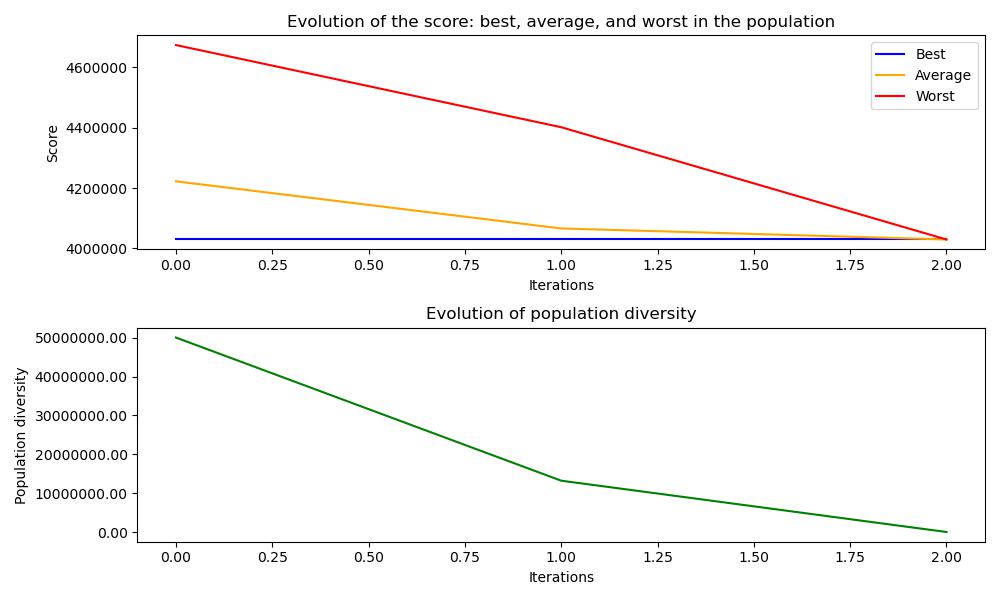 Evolution of the score: best, average, and worst in the population
Score
4600000
4400000
4200000
4000000
Best
Average
Worst
0.00 0.25 0.50 0.75 1.00 1.25 1.50 1.75 2.00
Iterations
Evolution of population diversity
Population diversity
50000000.00
40000000.00
30000000.00
20000000.00
10000000.00
0.00
0.00 0.25 0.50 0.75 1.00 1.25 1.50 1.75 2.00
Iterations